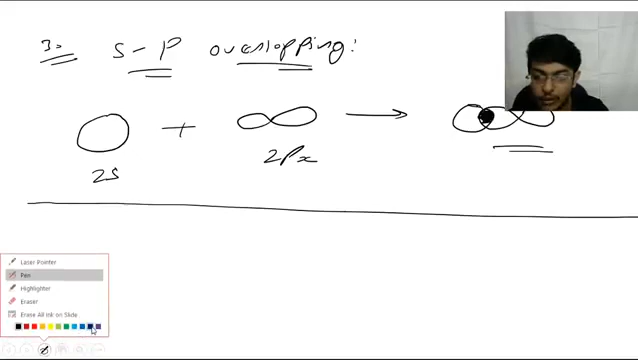 3. S - P overlapping:
+
2S 2Px
Laser Pointer
Pen
Highlighter
Eraser
Erase All Ink on Slide